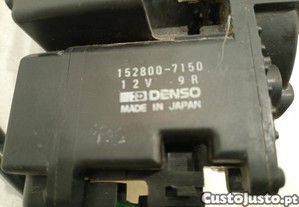 152800-7150
12V 9R
DENSO
MADE IN JAPAN
CustoJusto.pt